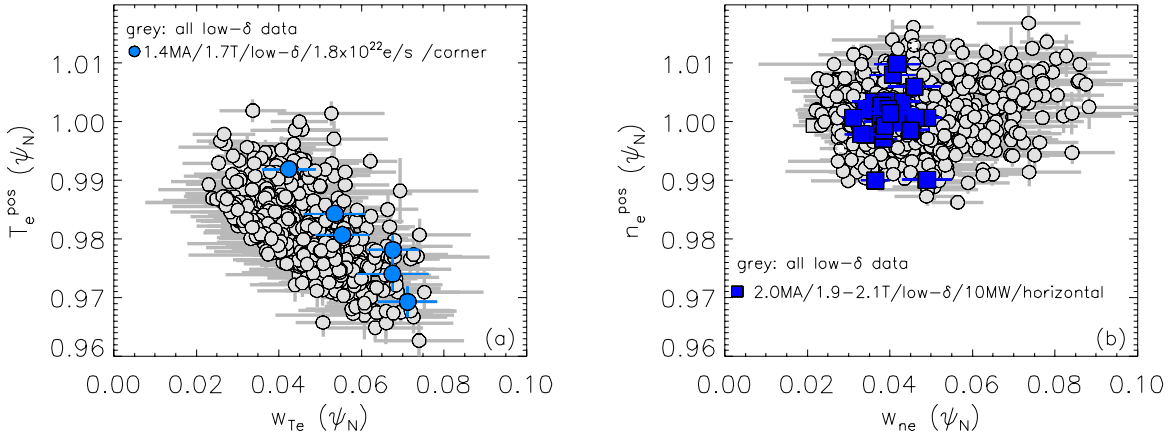 grey: all low-δ data
1.4MA/1.7T/low-δ/1.8x10²²e/s /corner
1.01
1.00
0.99
0.98
0.97
0.96
T_e^pos (ψ_N)
(a)
0.00 0.02 0.04 0.06 0.08 0.10
w_Te (ψ_N)
1.01
1.00
0.99
0.98
0.97
0.96
n_e^pos (ψ_N)
grey: all low-δ data
2.0MA/1.9-2.1T/low-δ/10MW/horizontal
(b)
0.00 0.02 0.04 0.06 0.08 0.10
w_ne (ψ_N)